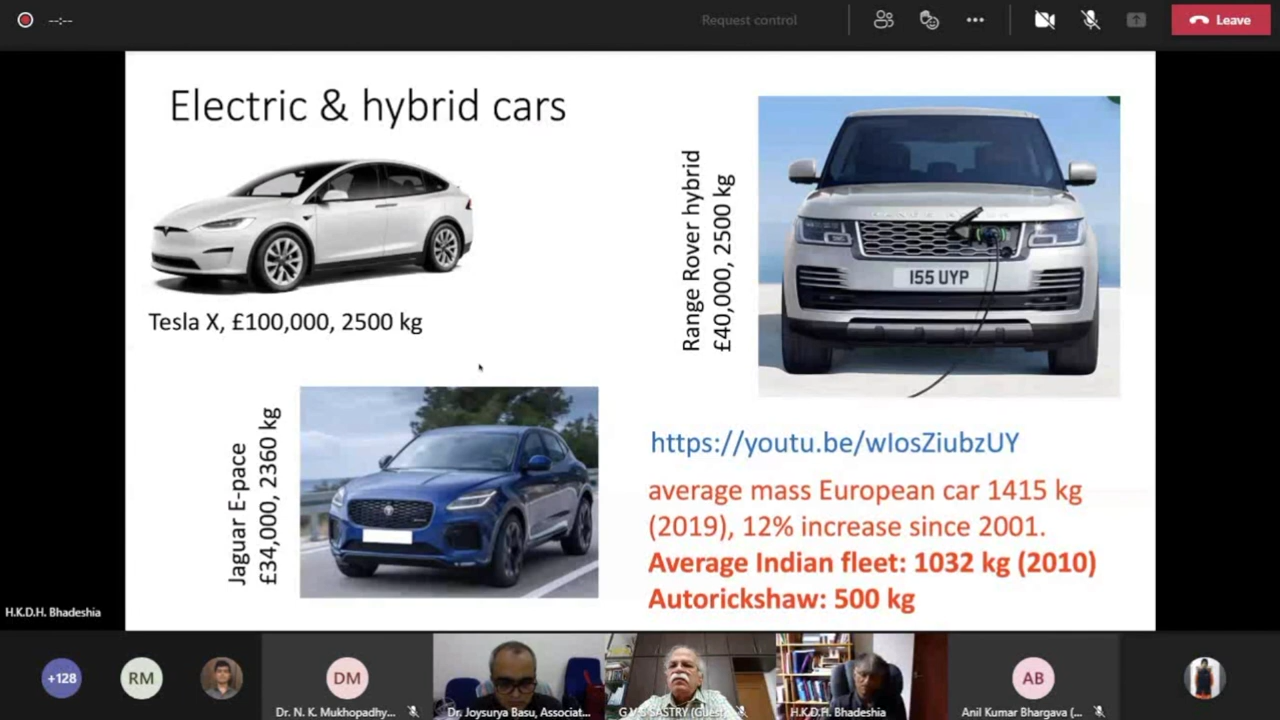 --:--
Request control
Leave
Electric & hybrid cars
Tesla X, £100,000, 2500 kg
Range Rover hybrid
£40,000, 2500 kg
155 UYP
Jaguar E-pace
£34,000, 2360 kg
https://youtu.be/wIosZiubzUY
average mass European car 1415 kg
(2019), 12% increase since 2001.
Average Indian fleet: 1032 kg (2010)
Autorickshaw: 500 kg
H.K.D.H. Bhadeshia
+128
RM
DM
AB
Dr. N. K. Mukhopadhy...
Dr. Joysurya Basu, Associat...
G.V.S SASTRY (Guest
H.K.D.H. Bhadeshia
Anil Kumar Bhargava (...